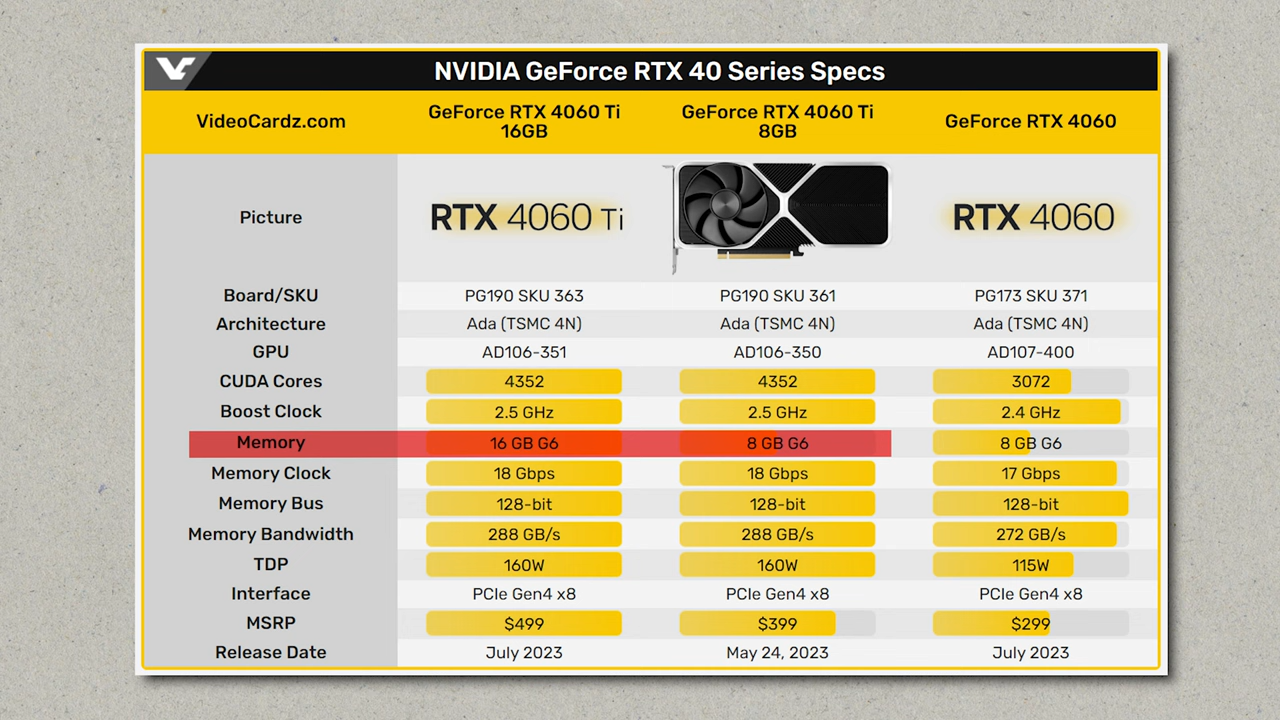 NVIDIA GeForce RTX 40 Series Specs
VideoCardz.com
GeForce RTX 4060 Ti
16GB
GeForce RTX 4060 Ti
8GB
GeForce RTX 4060
Picture
RTX 4060 Ti
RTX 4060
Board/SKU PG190 SKU 363 PG190 SKU 361 PG173 SKU 371
Architecture Ada (TSMC 4N) Ada (TSMC 4N) Ada (TSMC 4N)
GPU AD106-351 AD106-350 AD107-400
CUDA Cores 4352 4352 3072
Boost Clock 2.5 GHz 2.5 GHz 2.4 GHz
Memory 16 GB G6 8 GB G6 8 GB G6
Memory Clock 18 Gbps 18 Gbps 17 Gbps
Memory Bus 128-bit 128-bit 128-bit
Memory Bandwidth 288 GB/s 288 GB/s 272 GB/s
TDP 160W 160W 115W
Interface PCIe Gen4 x8 PCIe Gen4 x8 PCIe Gen4 x8
MSRP $499 $399 $299
Release Date July 2023 May 24, 2023 July 2023